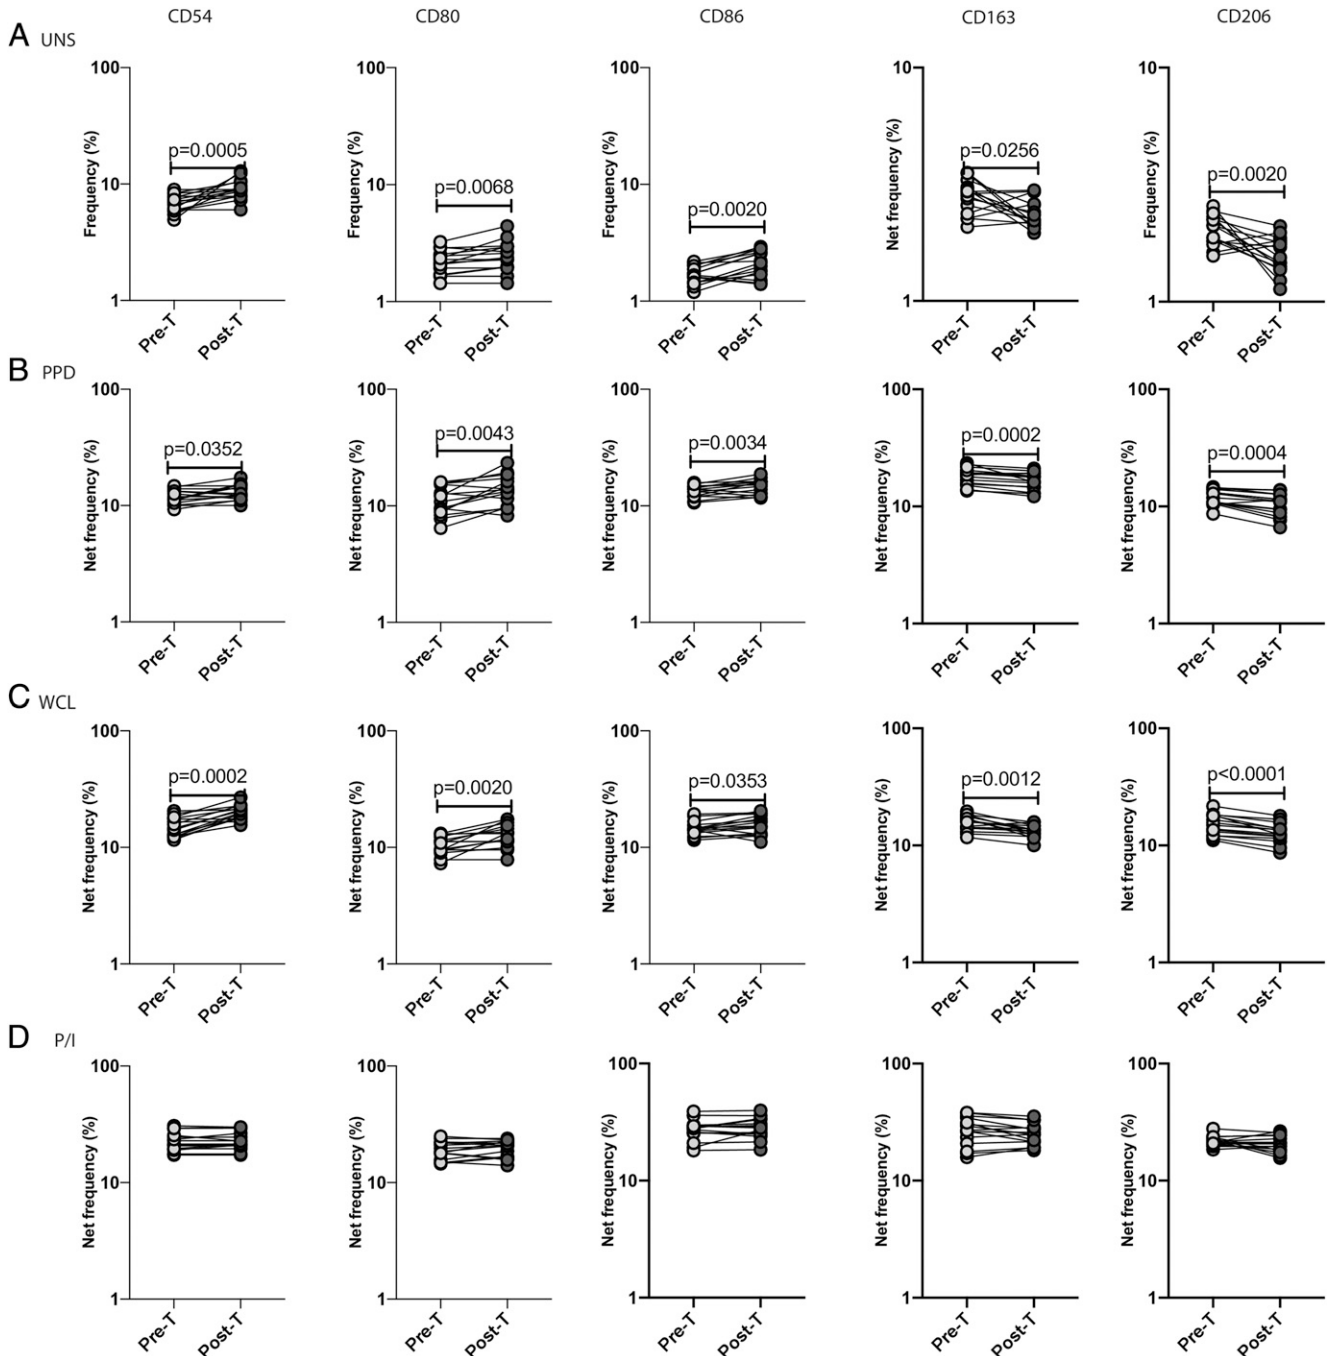 CD54 CD80 CD86 CD163 CD206
A UNS
100 100 100 10 10
Frequency (%) Frequency (%) Frequency (%) Net frequency (%) Frequency (%)
p=0.0005 p=0.0068 p=0.0020 p=0.0256 p=0.0020
10 10 10
1 1 1 1 1
Pre-T Post-T Pre-T Post-T Pre-T Post-T Pre-T Post-T Pre-T Post-T
B PPD
100 100 100 100 100
Net frequency (%) Net frequency (%) Net frequency (%) Net frequency (%) Net frequency (%)
p=0.0352 p=0.0043 p=0.0034 p=0.0002 p=0.0004
10 10 10 10 10
1 1 1 1 1
Pre-T Post-T Pre-T Post-T Pre-T Post-T Pre-T Post-T Pre-T Post-T
C WCL
100 100 100 100 100
Net frequency (%) Net frequency (%) Net frequency (%) Net frequency (%) Net frequency (%)
p=0.0002 p=0.0020 p=0.0353 p=0.0012 p<0.0001
10 10 10 10 10
1 1 1 1 1
Pre-T Post-T Pre-T Post-T Pre-T Post-T Pre-T Post-T Pre-T Post-T
D P/I
100 100 100 100 100
Net frequency (%) Net frequency (%) Net frequency (%) Net frequency (%) Net frequency (%)
10 10 10 10 10
1 1 1 1 1
Pre-T Post-T Pre-T Post-T Pre-T Post-T Pre-T Post-T Pre-T Post-T